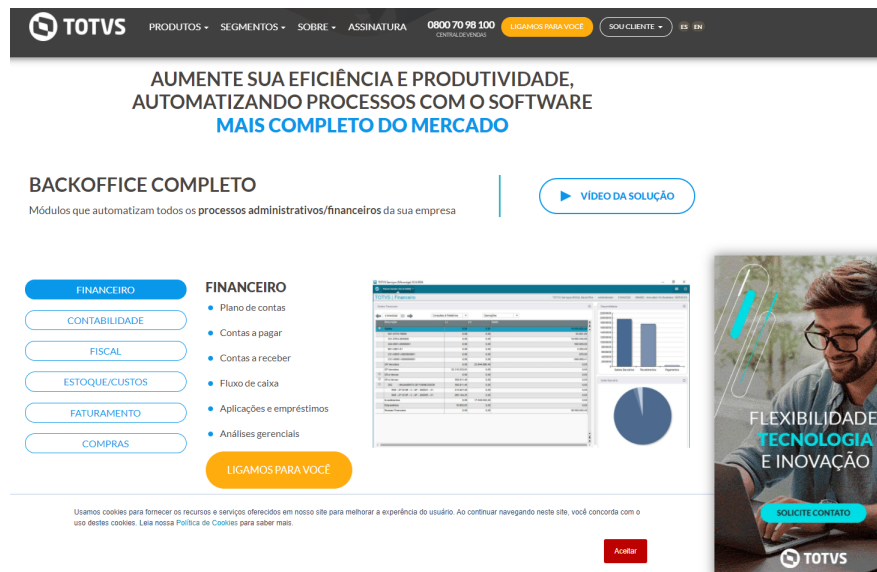 TOTVS
PRODUTOS
SEGMENTOS
SOBRE
ASSINATURA
0800 70 98 100
CENTRAL DE VENDAS
LIGAMOS PARA VOCÊ
SOU CLIENTE
ES
EN
AUMENTE SUA EFICIÊNCIA E PRODUTIVIDADE,
AUTOMATIZANDO PROCESSOS COM O SOFTWARE
MAIS COMPLETO DO MERCADO
BACKOFFICE COMPLETO
Módulos que automatizam todos os processos administrativos/financeiros da sua empresa
VÍDEO DA SOLUÇÃO
FINANCEIRO
CONTABILIDADE
FISCAL
ESTOQUE/CUSTOS
FATURAMENTO
COMPRAS
FINANCEIRO
Plano de contas
Contas a pagar
Contas a receber
Fluxo de caixa
Aplicações e empréstimos
Análises gerenciais
LIGAMOS PARA VOCÊ
TOTVS | Financeiro
FLEXIBILIDADE
TECNOLOGIA
E INOVAÇÃO
SOLICITE CONTATO
TOTVS
Usamos cookies para fornecer os recursos e serviços oferecidos em nosso site para melhorar a experência do usuário. Ao continuar navegando neste site, você concorda com o
uso destes cookies. Leia nossa Política de Cookies para saber mais.
Aceitar